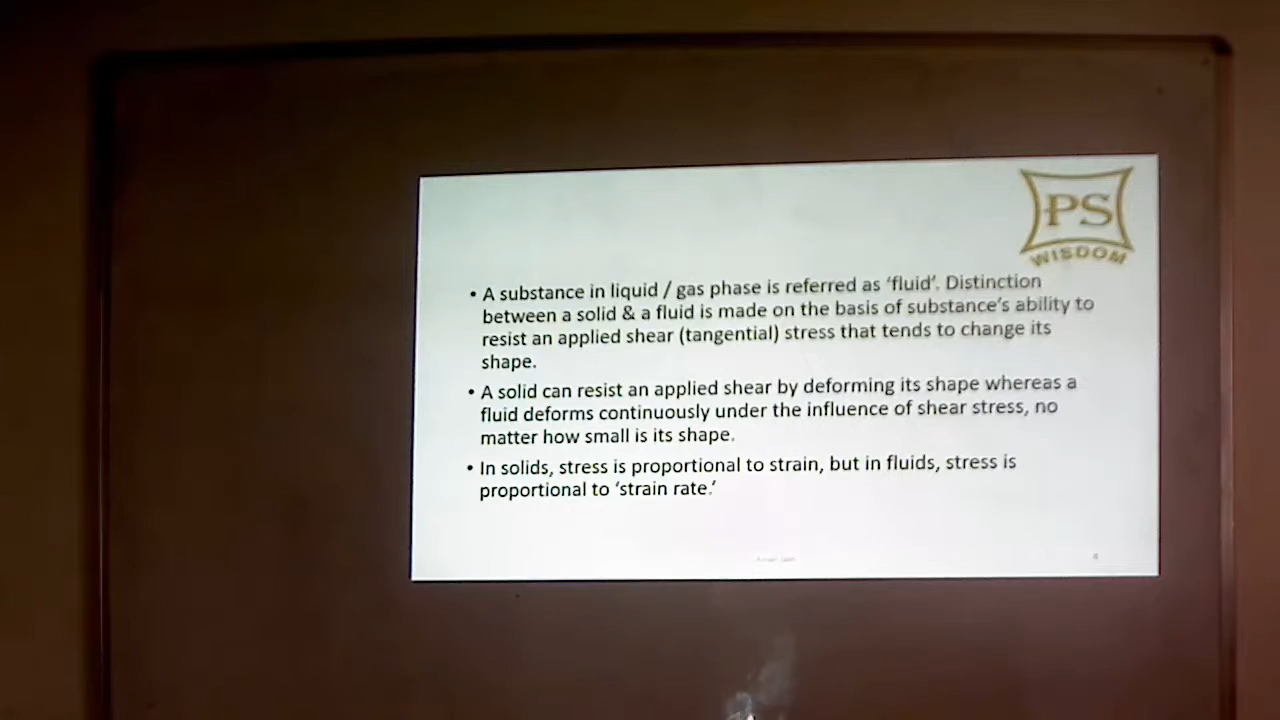 PS
WISDOM
• A substance in liquid / gas phase is referred as ‘fluid’. Distinction
between a solid & a fluid is made on the basis of substance’s ability to
resist an applied shear (tangential) stress that tends to change its
shape.
• A solid can resist an applied shear by deforming its shape whereas a
fluid deforms continuously under the influence of shear stress, no
matter how small is its shape.
• In solids, stress is proportional to strain, but in fluids, stress is
proportional to ‘strain rate.’